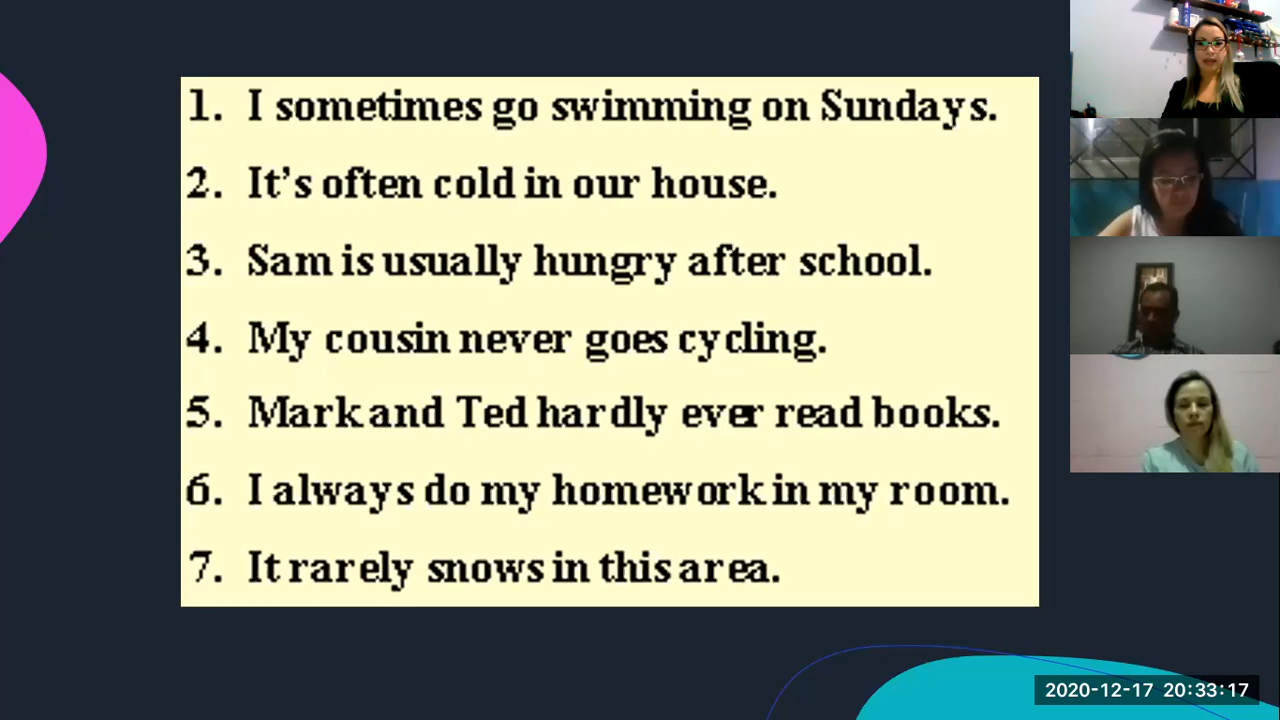 1. I sometimes go swimming on Sundays.
2. It's often cold in our house.
3. Sam is usually hungry after school.
4. My cousin never goes cycling.
5. Mark and Ted hardly ever read books.
6. I always do my homework in my room.
7. It rarely snows in this area.
2020-12-17 20:33:17